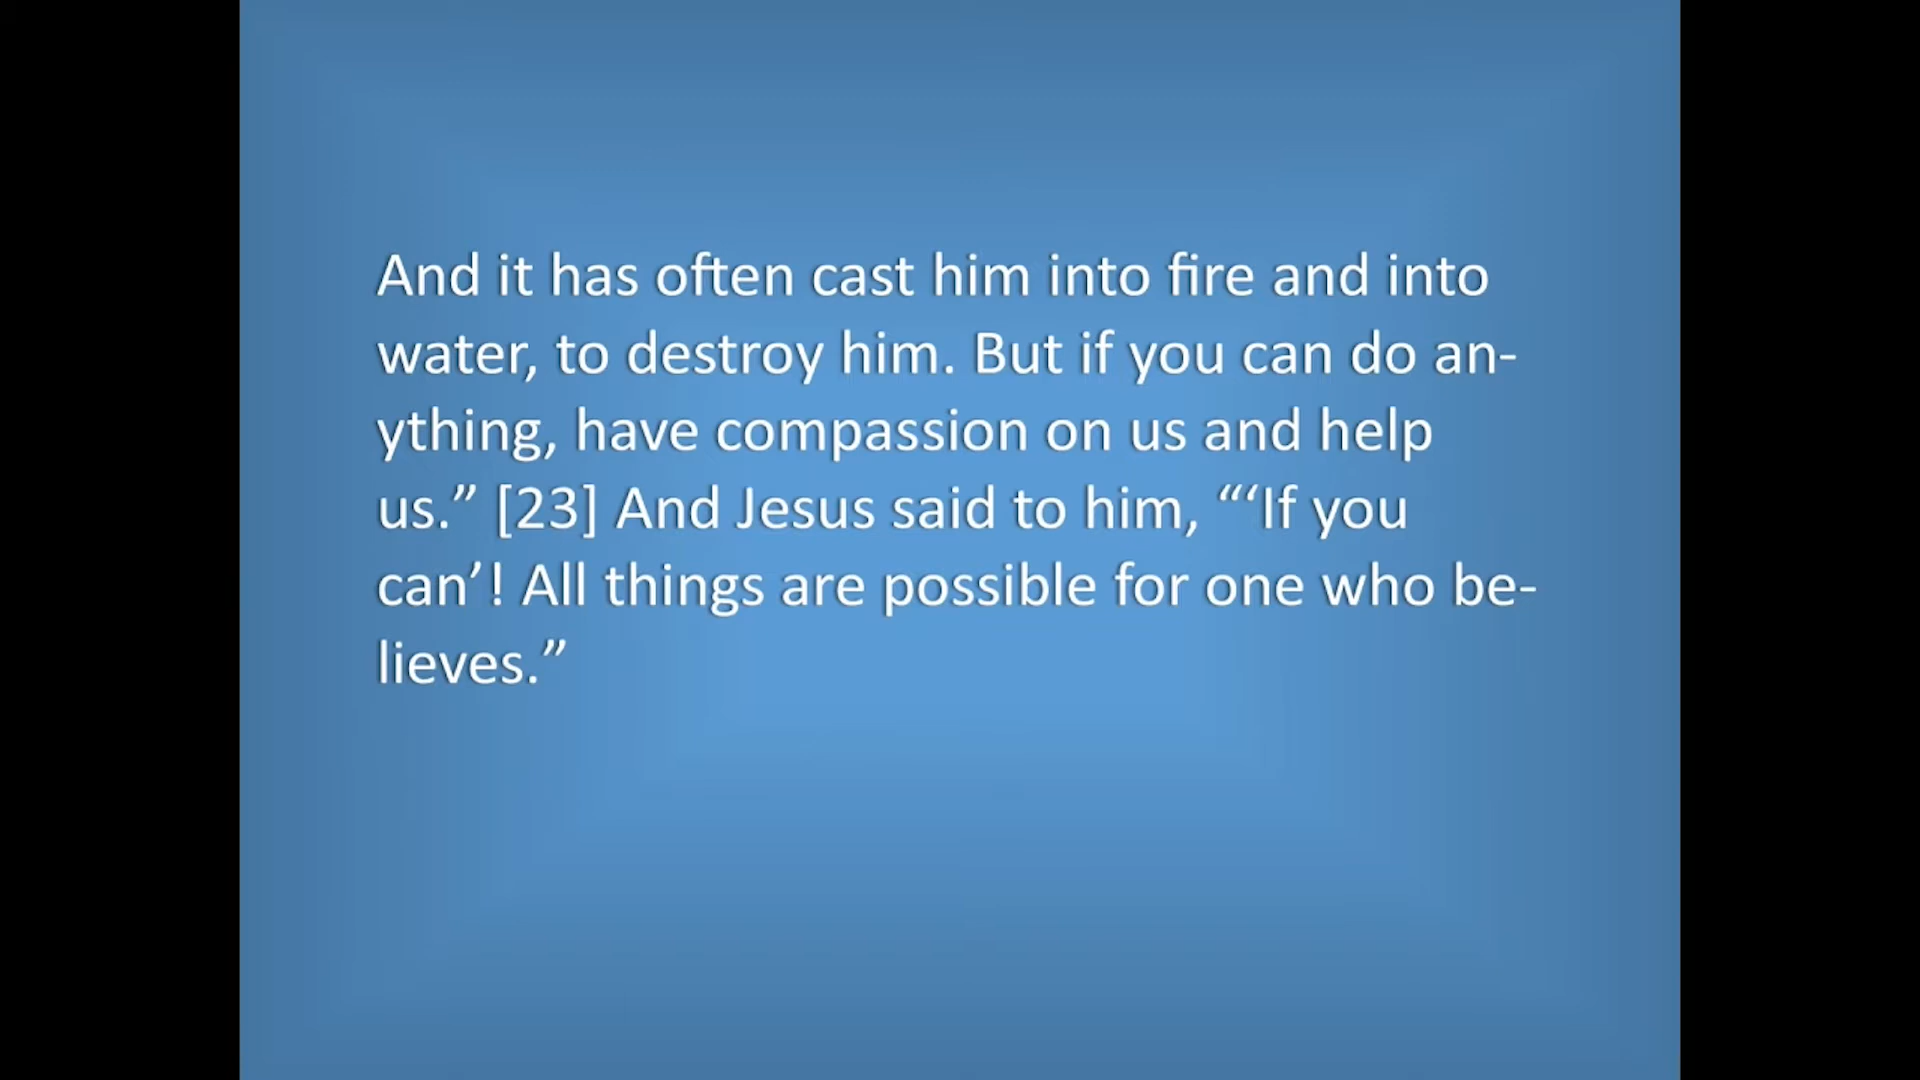 And it has often cast him into fire and into
water, to destroy him. But if you can do an-
ything, have compassion on us and help
us.” [23] And Jesus said to him, “‘If you
can’! All things are possible for one who be-
lieves.”